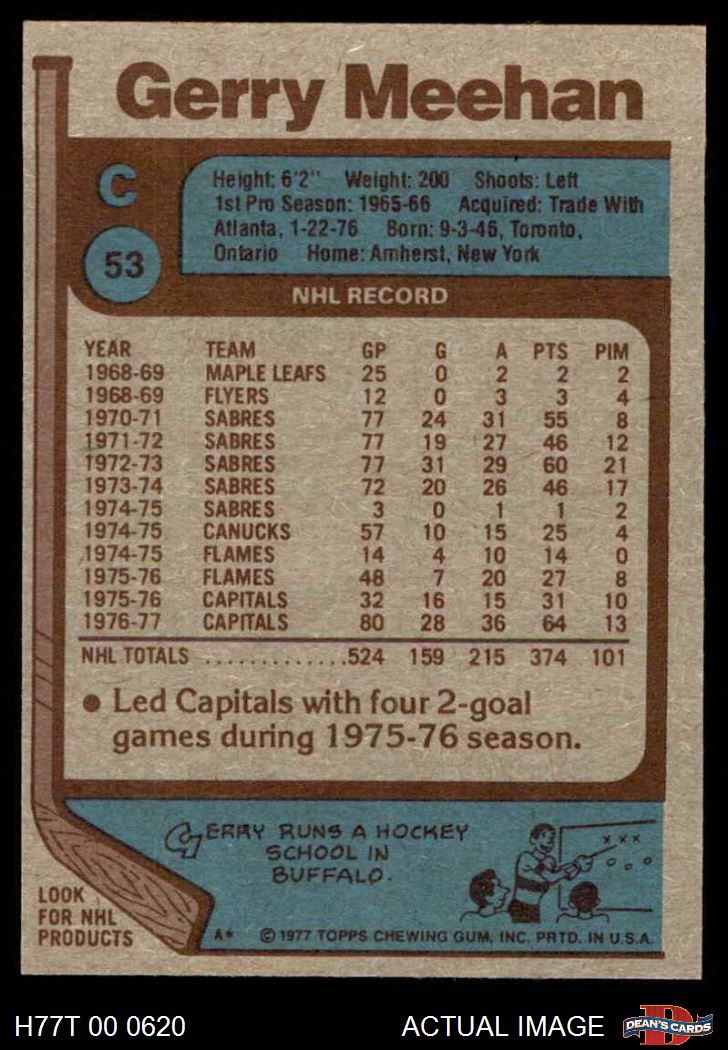 Gerry Meehan
C
53
Height: 6'2" Weight: 200 Shoots: Left
1st Pro Season: 1965-66 Acquired: Trade With
Atlanta, 1-22-76 Born: 9-3-46, Toronto,
Ontario Home: Amherst, New York
NHL RECORD
YEAR TEAM GP G A PTS PIM
1968-69 MAPLE LEAFS 25 0 2 2 2
1968-69 FLYERS 12 0 3 3 4
1970-71 SABRES 77 24 31 55 8
1971-72 SABRES 77 19 27 46 12
1972-73 SABRES 77 31 29 60 21
1973-74 SABRES 72 20 26 46 17
1974-75 SABRES 3 0 1 1 2
1974-75 CANUCKS 57 10 15 25 4
1974-75 FLAMES 14 4 10 14 0
1975-76 FLAMES 48 7 20 27 8
1975-76 CAPITALS 32 16 15 31 10
1976-77 CAPITALS 80 28 36 64 13
NHL TOTALS .............524 159 215 374 101
● Led Capitals with four 2-goal
games during 1975-76 season.
GERRY RUNS A HOCKEY
SCHOOL IN
BUFFALO.
x x x
o o o
LOOK
FOR NHL
PRODUCTS
A* © 1977 TOPPS CHEWING GUM, INC. PRTD. IN U.S.A.
H77T 00 0620 ACTUAL IMAGE D DEAN'S CARDS